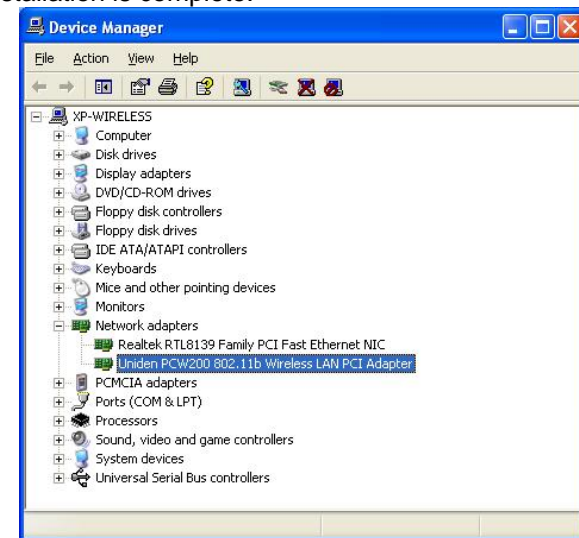 stallation is complete.
Device Manager
File Action View Help
XP-WIRELESS
Computer
Disk drives
Display adapters
DVD/CD-ROM drives
Floppy disk controllers
Floppy disk drives
IDE ATA/ATAPI controllers
Keyboards
Mice and other pointing devices
Monitors
Network adapters
Realtek RTL8139 Family PCI Fast Ethernet NIC
Uniden PCW200 802.11b Wireless LAN PCI Adapter
PCMCIA adapters
Ports (COM & LPT)
Processors
Sound, video and game controllers
System devices
Universal Serial Bus controllers